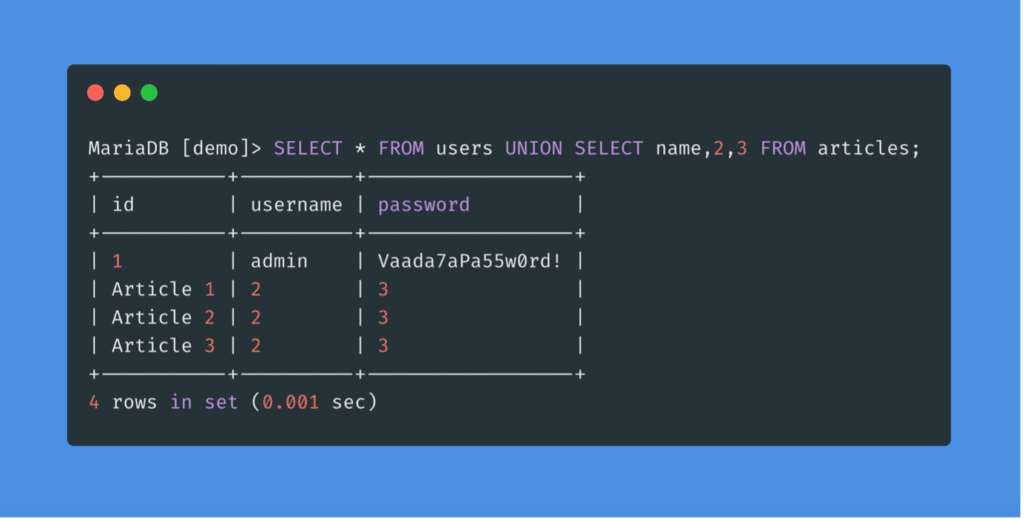 MariaDB [demo]> SELECT * FROM users UNION SELECT name,2,3 FROM articles;
+-----------+----------+------------------+
| id        | username | password         |
+-----------+----------+------------------+
| 1         | admin    | Vaada7aPa55w0rd! |
| Article 1 | 2        | 3                |
| Article 2 | 2        | 3                |
| Article 3 | 2        | 3                |
+-----------+----------+------------------+
4 rows in set (0.001 sec)